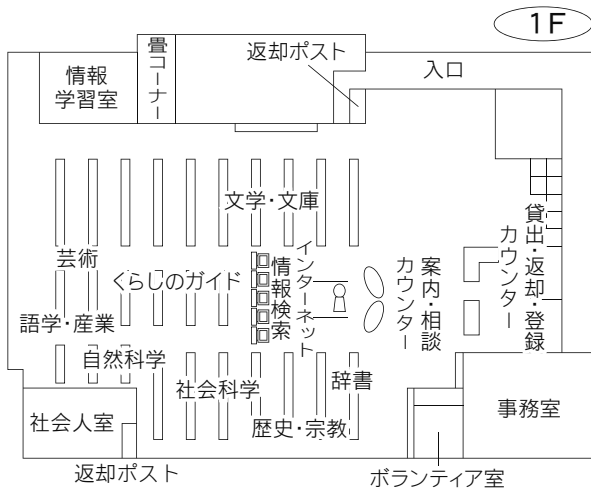 1F
畳コーナー
返却ポスト
入口
情報
学習室
文学・文庫
芸術
くらしのガイド
インターネット
情報検索
案内・相談
カウンター
貸出・返却・登録
カウンター
語学・産業
自然科学
社会科学
辞書
社会人室
歴史・宗教
事務室
返却ポスト
ボランティア室